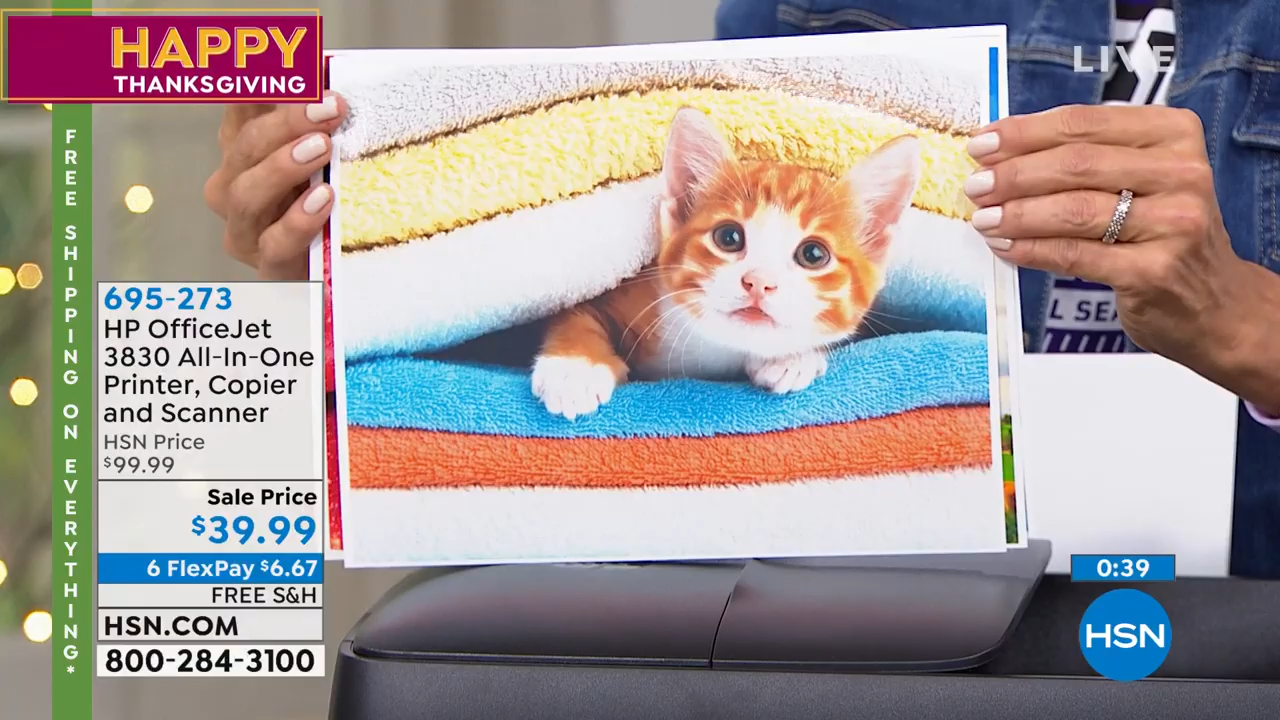 HAPPY
THANKSGIVING
LIVE
FREE SHIPPING ON EVERYTHING*
695-273
HP OfficeJet
3830 All-In-One
Printer, Copier
and Scanner
HSN Price
$99.99
Sale Price
$39.99
6 FlexPay $6.67
FREE S&H
HSN.COM
800-284-3100
L SEA
0:39
HSN